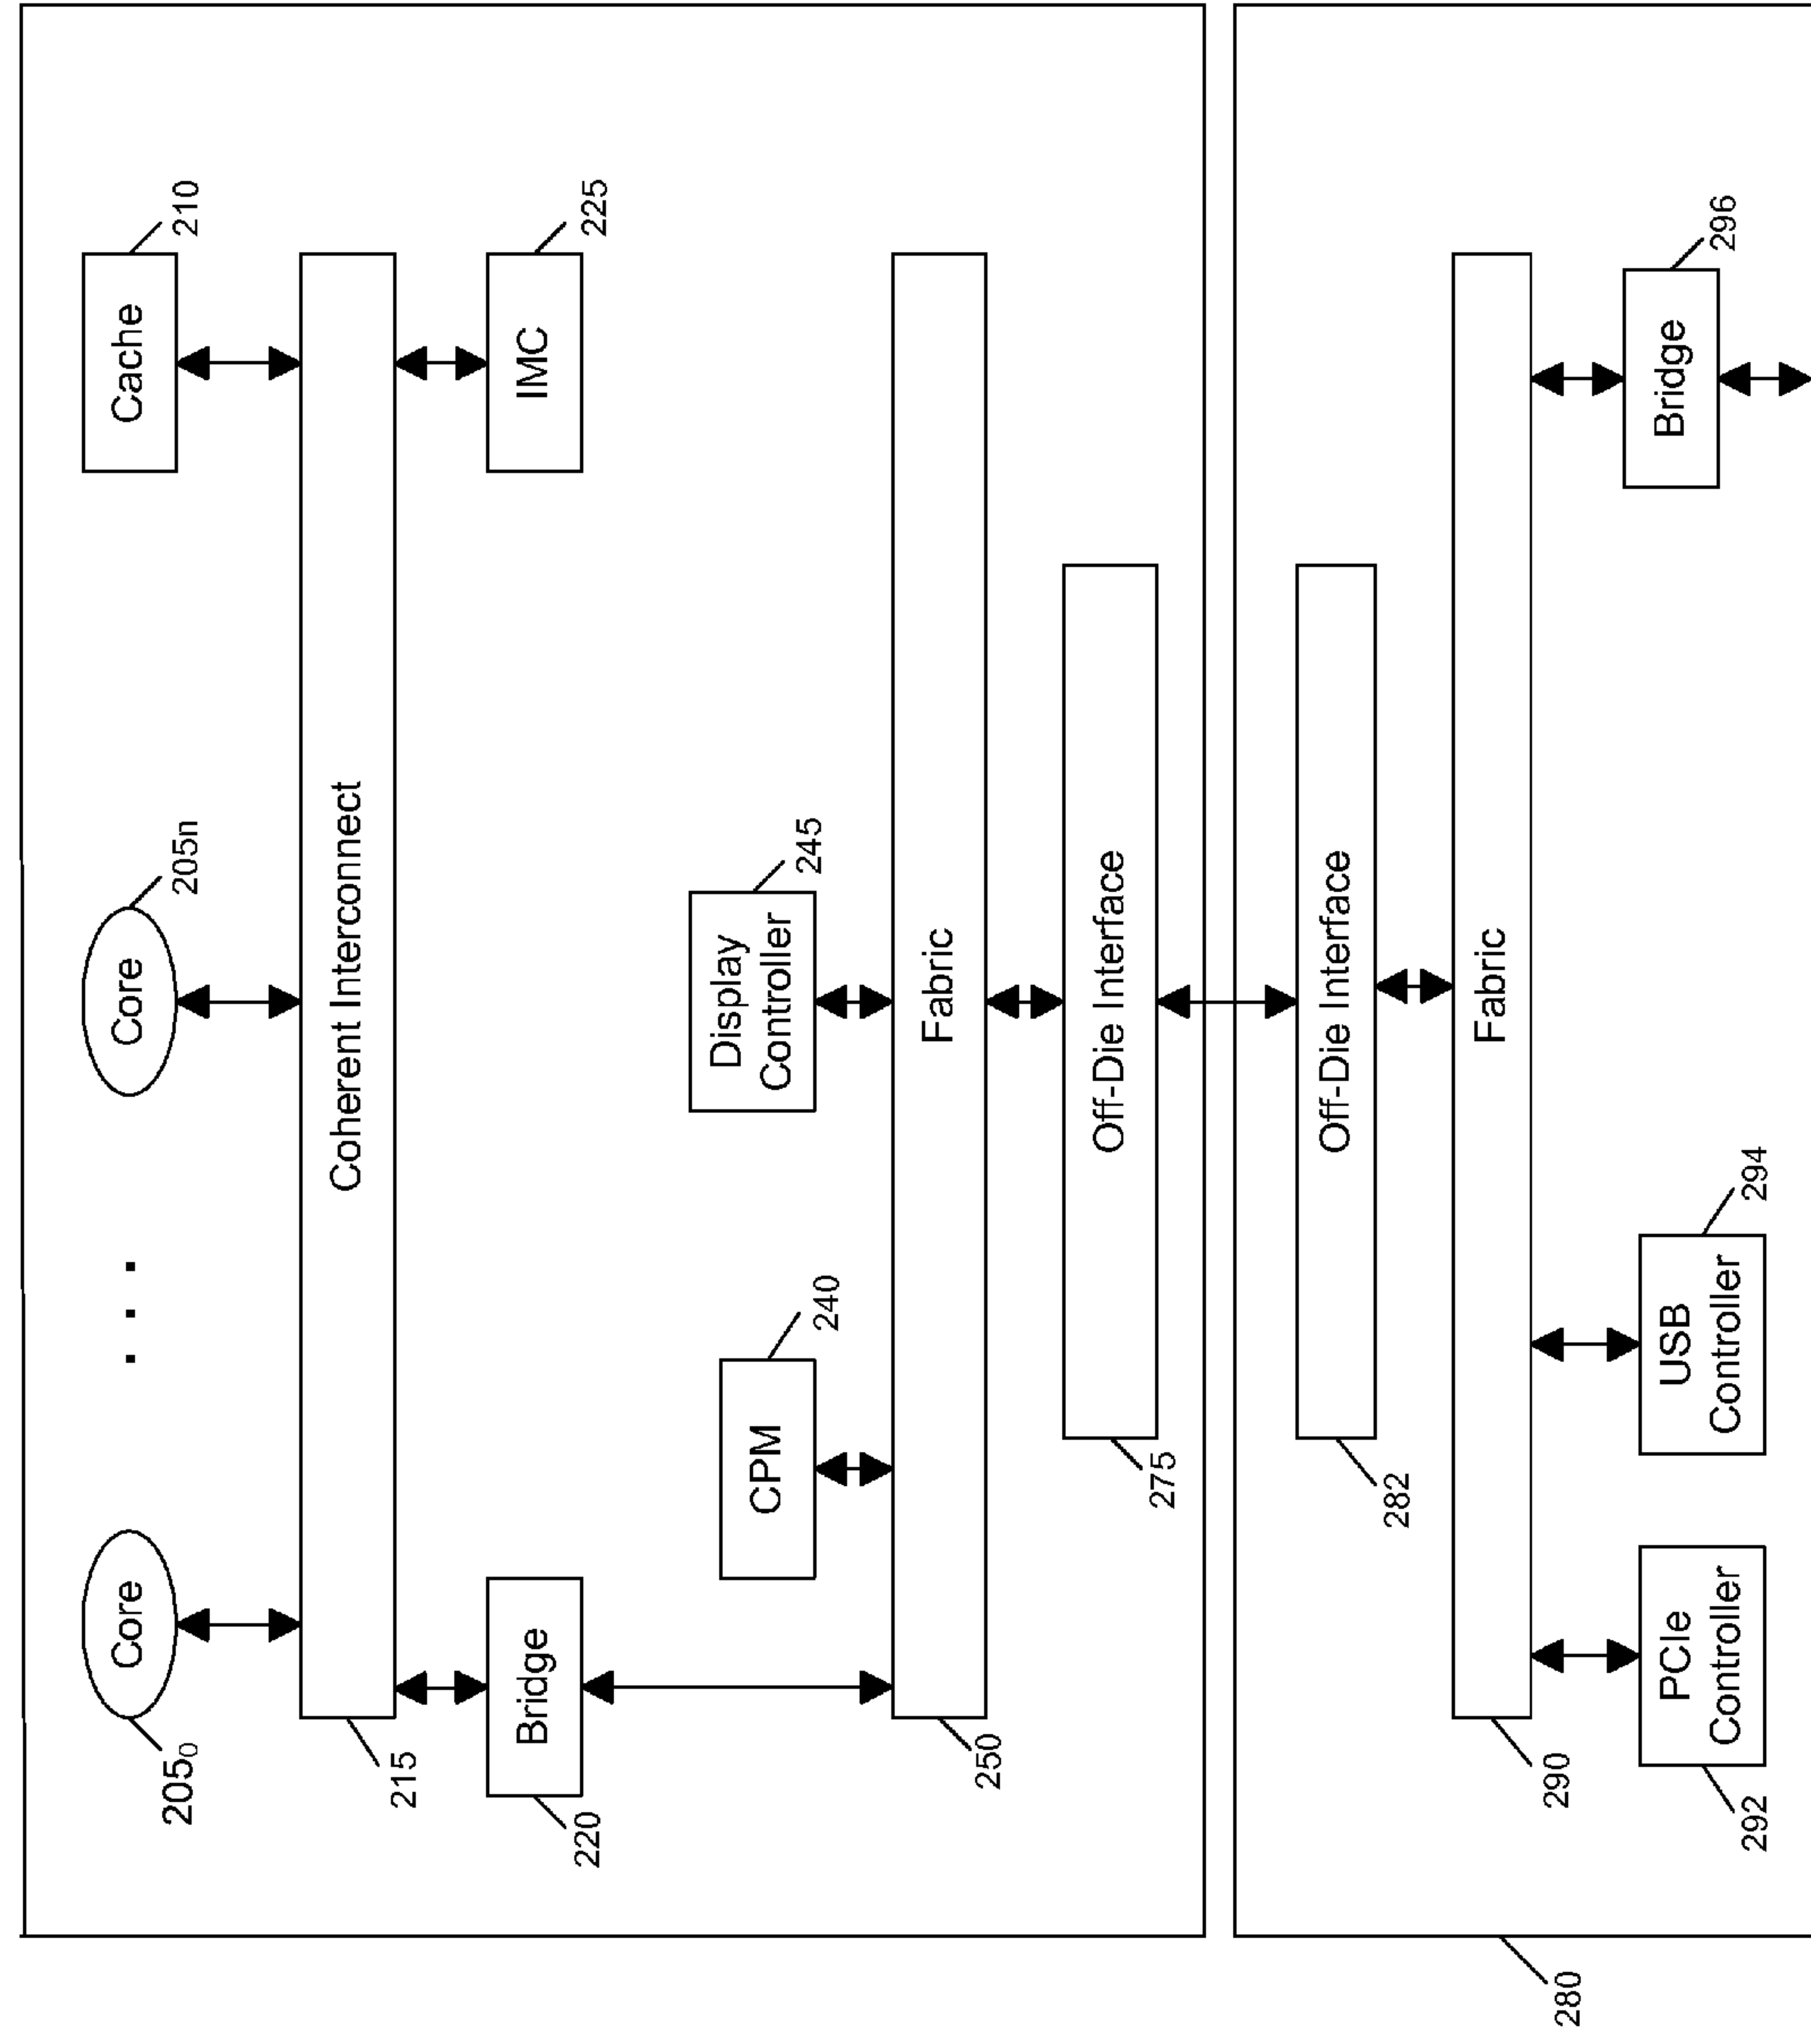 Core
Core
Cache
205₀
205n
210
. . .
Coherent Interconnect
215
Bridge
220
IMC
225
CPM
240
Display
Controller
245
Fabric
250
Off-Die Interface
275
Off-Die Interface
282
Fabric
290
PCIe
Controller
292
USB
Controller
294
Bridge
296
280